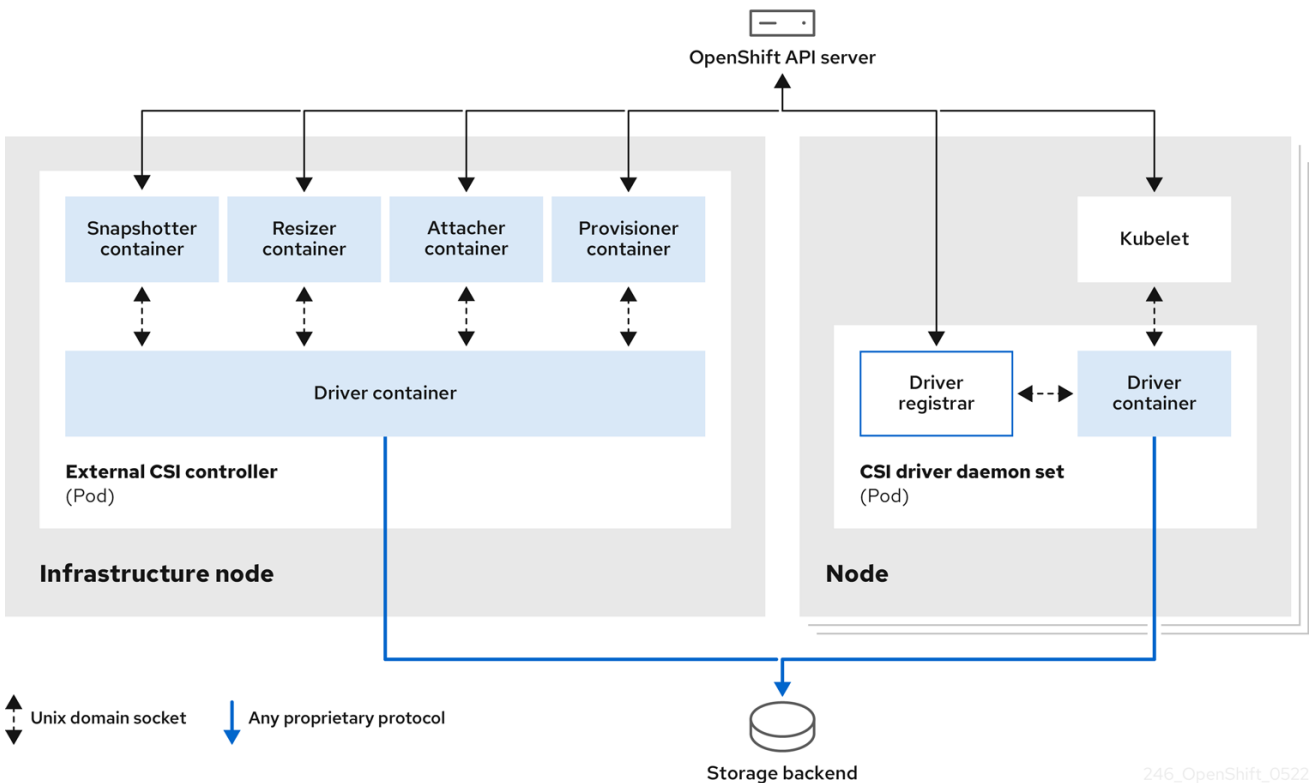 OpenShift API server
Snapshotter
container
Resizer
container
Attacher
container
Provisioner
container
Kubelet
Driver container
Driver
registrar
Driver
container
External CSI controller
(Pod)
CSI driver daemon set
(Pod)
Infrastructure node
Node
Unix domain socket
Any proprietary protocol
Storage backend
246_OpenShift_0522